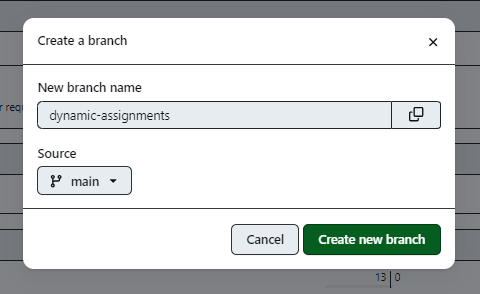 Create a branch
New branch name
dynamic-assignments
Source
main
Cancel
Create new branch
13 0